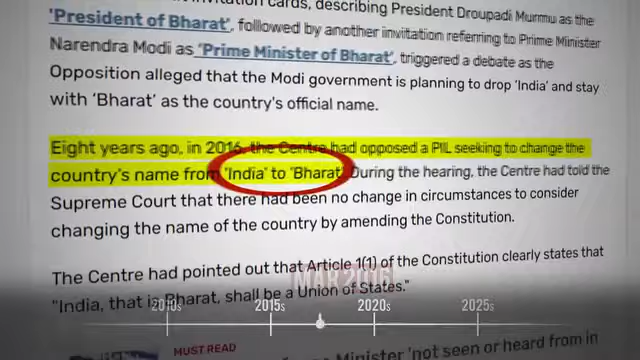 invitation cards, describing President Droupadi Murmu as the
'President of Bharat', followed by another invitation referring to Prime Minister
Narendra Modi as 'Prime Minister of Bharat', triggered a debate as the
Opposition alleged that the Modi government is planning to drop 'India' and stay
with 'Bharat' as the country's official name.
Eight years ago, in 2016, the Centre had opposed a PIL seeking to change the
country's name from 'India' to 'Bharat'. During the hearing, the Centre had told the
Supreme Court that there had been no change in circumstances to consider
changing the name of the country by amending the Constitution.
The Centre had pointed out that Article 1(1) of the Constitution clearly states that
"India, that is Bharat, shall be a Union of States."
MAR 2016
2010s 2015s 2020s 2025s
MUST READ
Minister 'not seen or heard from in